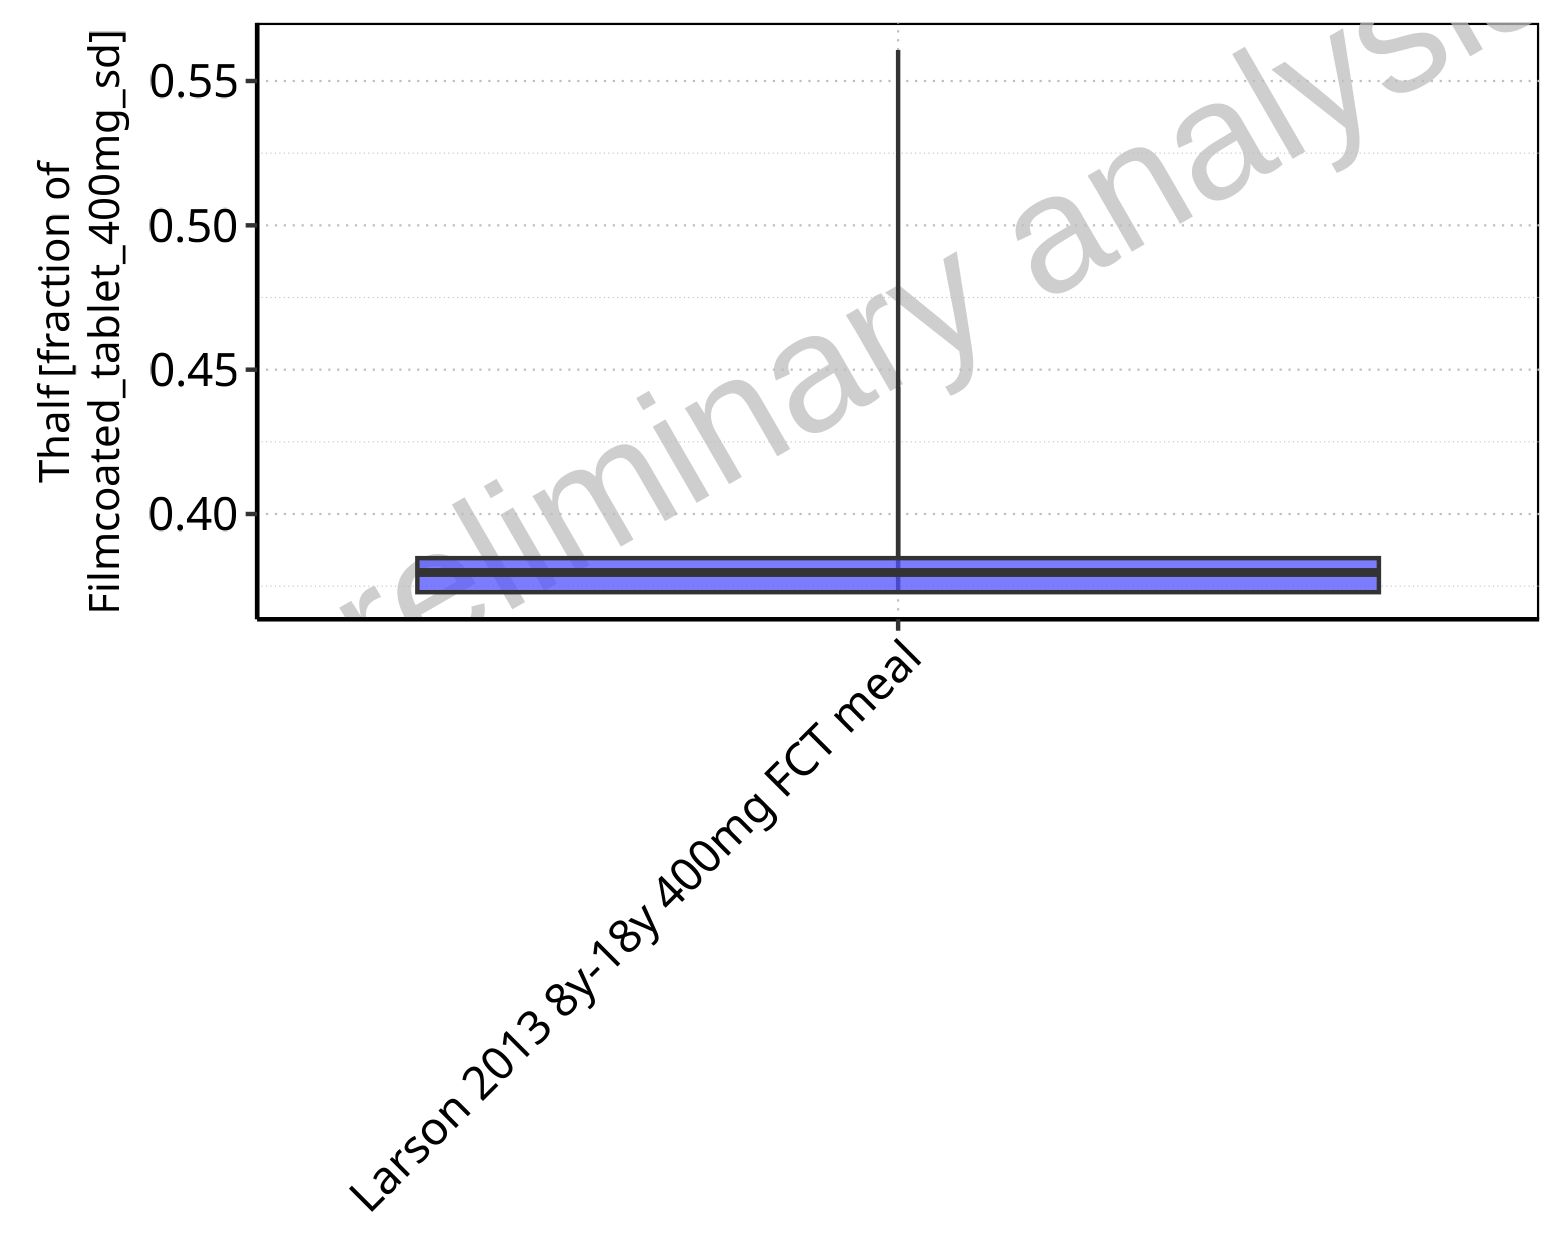 Thalf [fraction of
Filmcoated_tablet_400mg_sd]
0.55
0.50
0.45
0.40
reliminary analysis
Larson 2013 8y-18y 400mg FCT meal